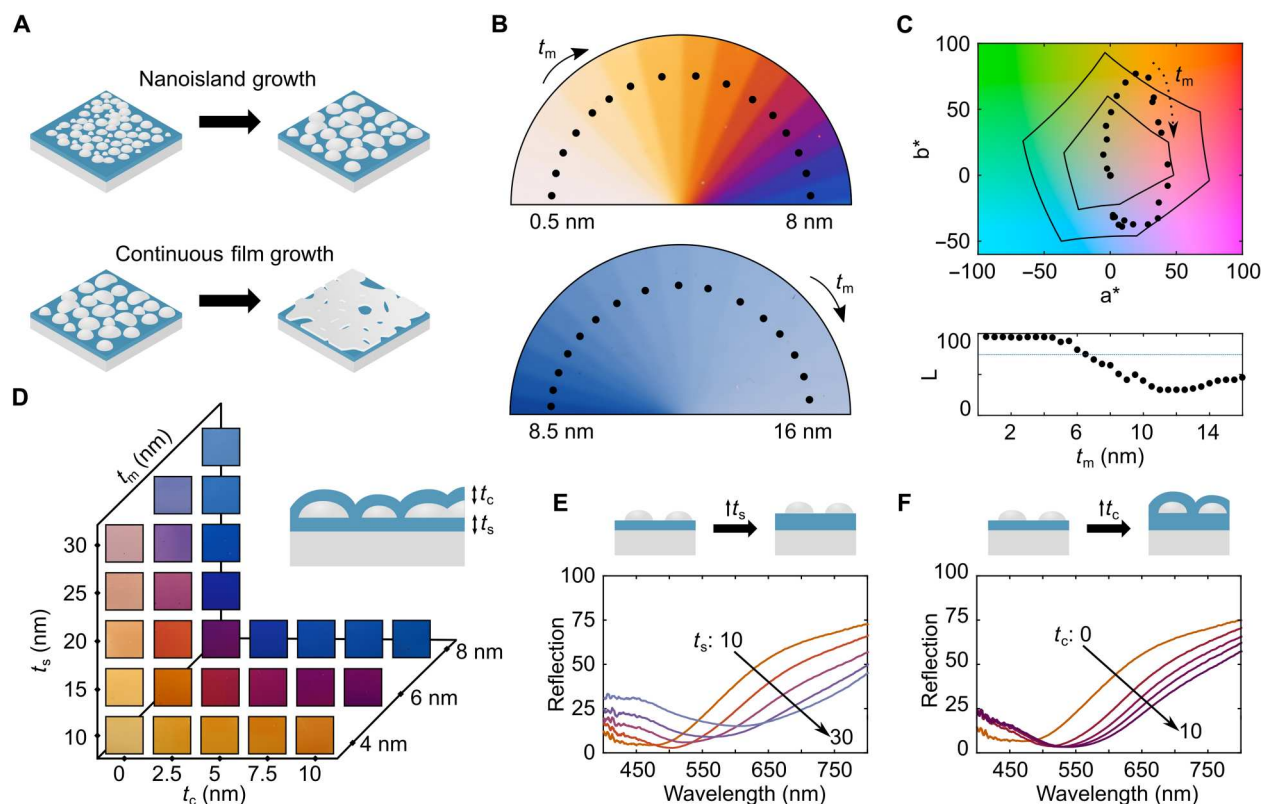 A
Nanoisland growth
Continuous film growth
B
tm
0.5 nm
8 nm
tm
8.5 nm
16 nm
C
100
50
0
−50
b*
tm
−100
−50
0
50
100
a*
100
50
0
L
2
6
10
14
tm (nm)
D
tm (nm)
30
25
20
15
10
ts (nm)
0
2.5
5
7.5
10
tc (nm)
8 nm
6 nm
4 nm
tc
ts
E
↑ts
100
75
50
25
0
Reflection
ts: 10
30
450
550
650
750
Wavelength (nm)
F
↑tc
100
75
50
25
0
Reflection
tc: 0
10
450
550
650
750
Wavelength (nm)